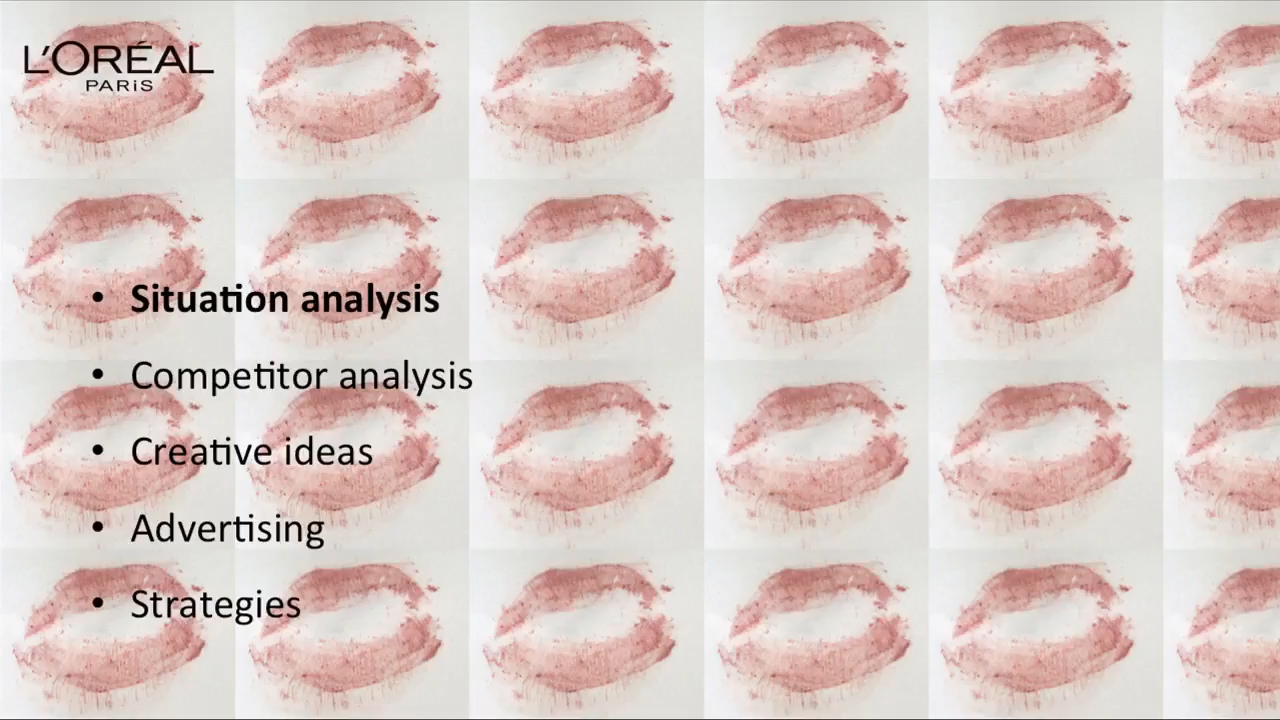 L'ORÉAL
PARiS
• Situation analysis
• Competitor analysis
• Creative ideas
• Advertising
• Strategies